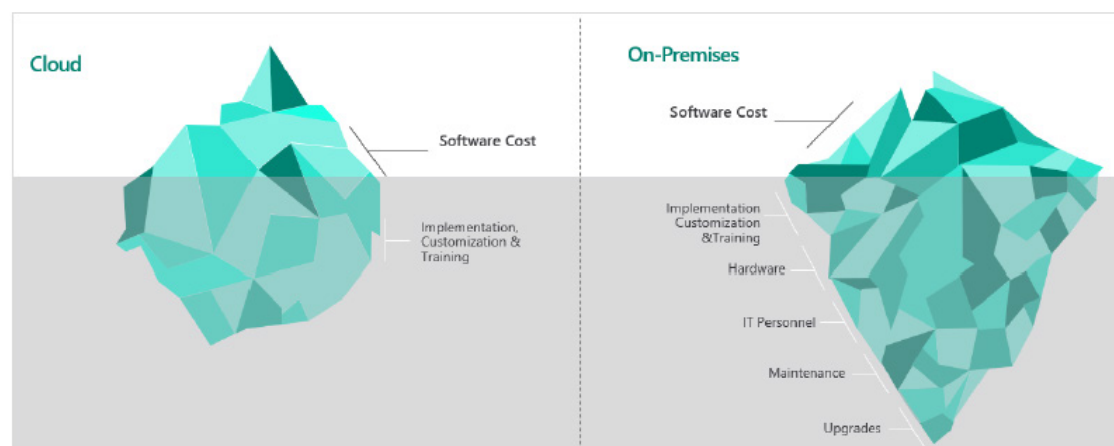 Cloud
Software Cost
Implementation,
Customization &
Training
On-Premises
Software Cost
Implementation
Customization
&Training
Hardware
IT Personnel
Maintenance
Upgrades